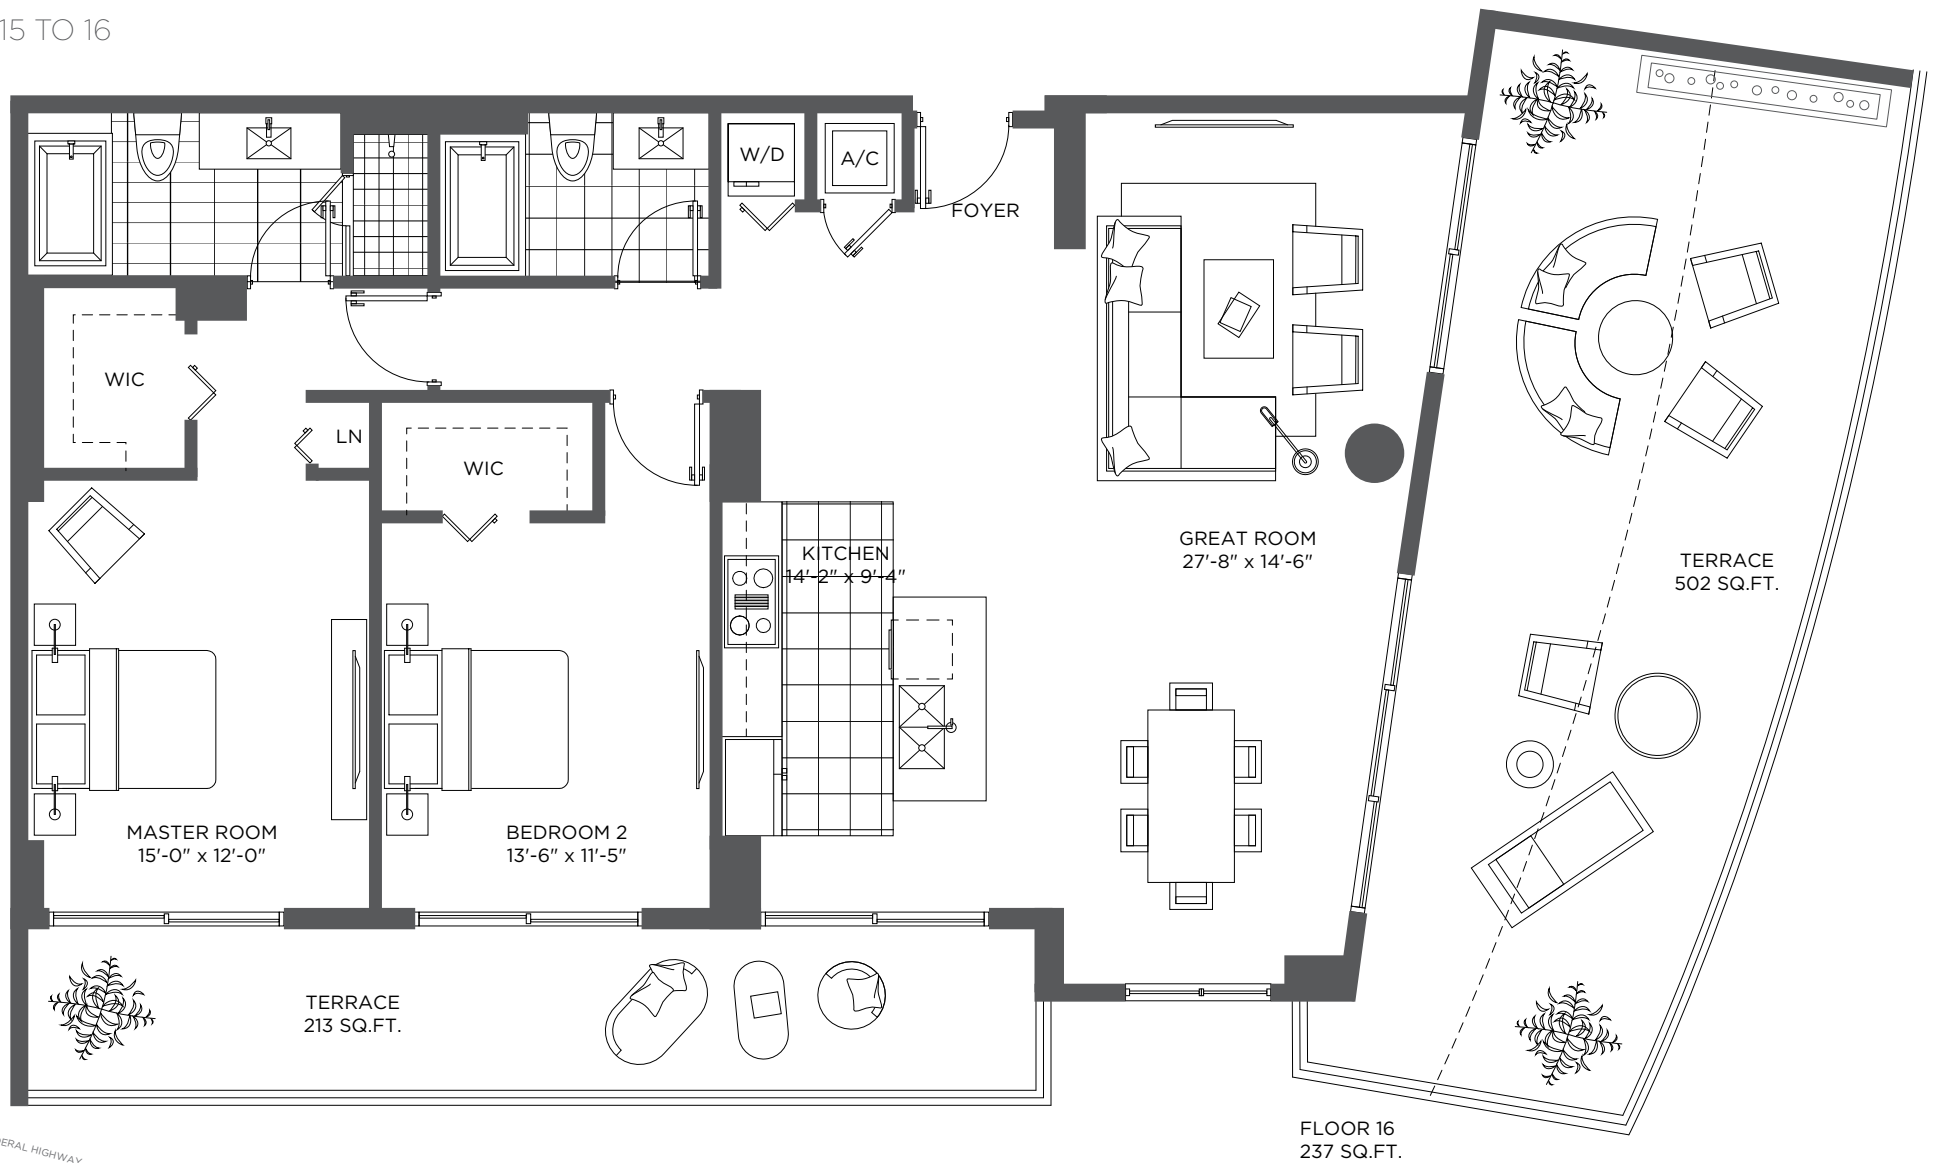 15 TO 16
W/D
A/C
FOYER
WIC
LN
WIC
KITCHEN
14'-2" x 9'-4"
GREAT ROOM
27'-8" x 14'-6"
TERRACE
502 SQ.FT.
MASTER ROOM
15'-0" x 12'-0"
BEDROOM 2
13'-6" x 11'-5"
TERRACE
213 SQ.FT.
FLOOR 16
237 SQ.FT.
HIGHWAY